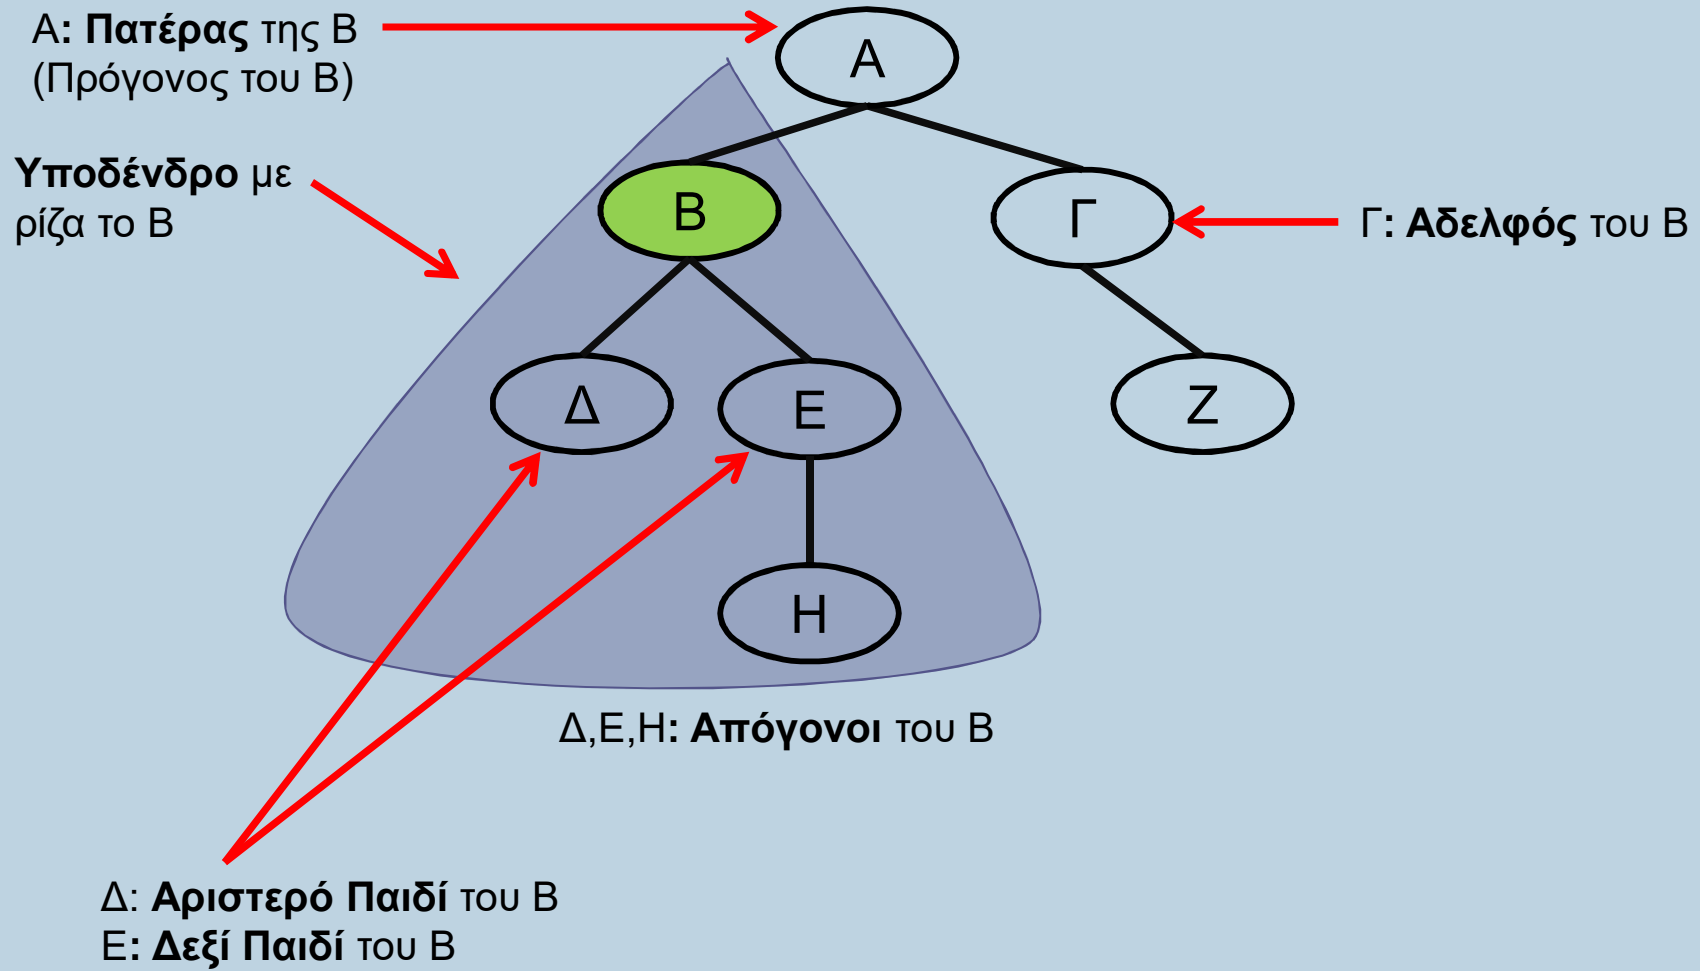 Α: Πατέρας της Β
(Πρόγονος του Β)
Α
Υποδένδρο με
ρίζα το Β
Β
Γ
Γ: Αδελφός του Β
Δ
Ε
Ζ
Η
Δ,Ε,Η: Απόγονοι του Β
Δ: Αριστερό Παιδί του Β
Ε: Δεξί Παιδί του Β